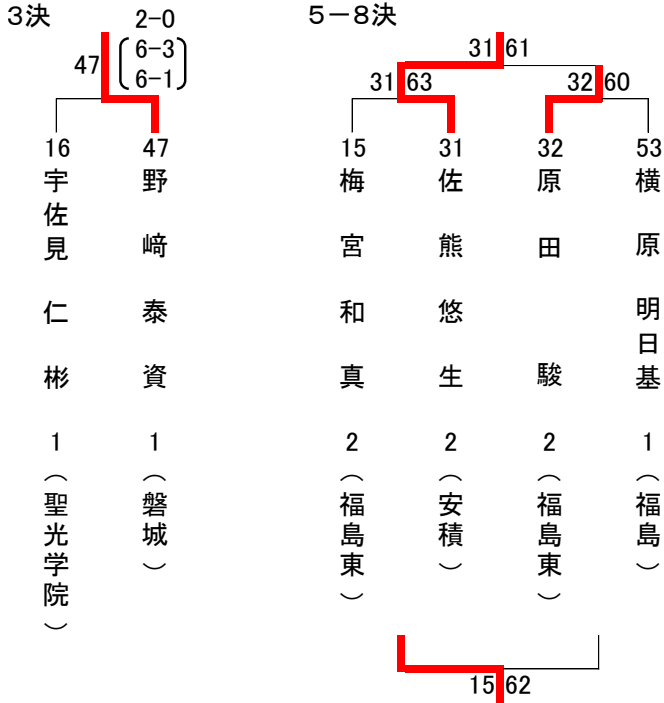 3決
2-0
6-3
6-1
47
16 宇佐見 仁彬 1 (聖光学院)
47 野﨑 泰資 1 (磐城)
5-8決
31 61
31 63
32 60
15 梅宮 和真 2 (福島東)
31 佐熊 悠生 2 (安積)
32 原田 駿 2 (福島東)
53 横原 明日基 1 (福島)
15 62